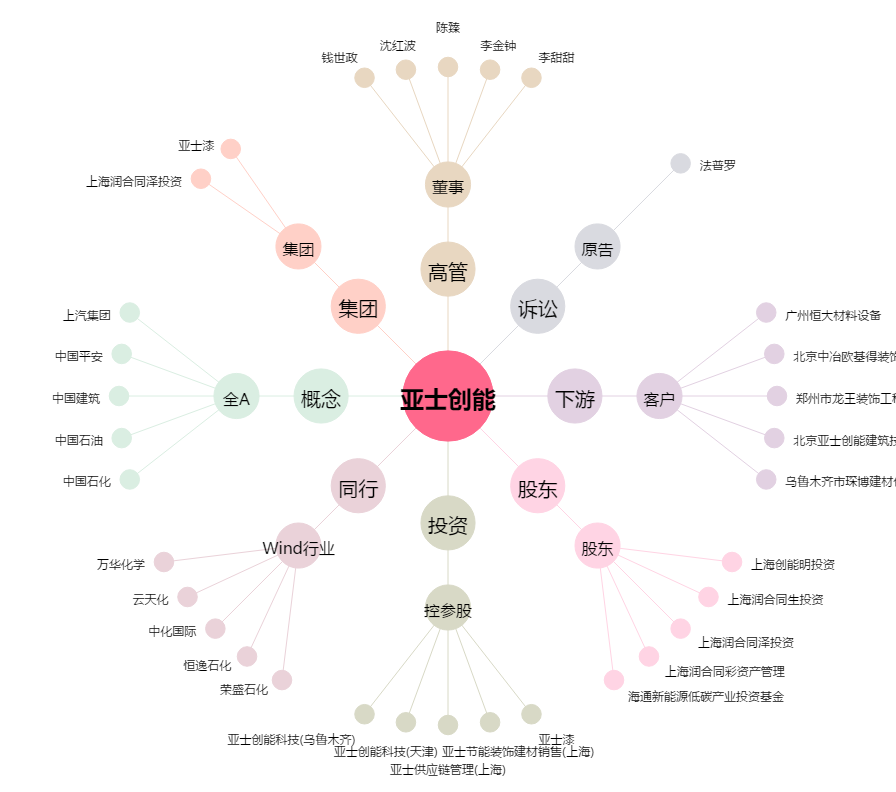 陈臻
沈红波
李金钟
钱世政
李甜甜
亚士漆
法普罗
上海润合同泽投资
董事
集团
原告
高管
集团
诉讼
上汽集团
广州恒大材料设备
中国平安
北京中冶欧基得装饰
中国建筑
全A
概念
亚士创能
下游
客户
郑州市龙王装饰工程
中国石油
北京亚士创能建筑技
中国石化
乌鲁木齐市琛博建材
同行
股东
投资
Wind行业
股东
万华化学
上海创能明投资
云天化
上海润合同生投资
控参股
中化国际
上海润合同泽投资
恒逸石化
上海润合同彩资产管理
荣盛石化
海通新能源低碳产业投资基金
亚士创能科技(乌鲁木齐)
亚士漆
亚士创能科技(天津)
亚士节能装饰建材销售(上海)
亚士供应链管理(上海)